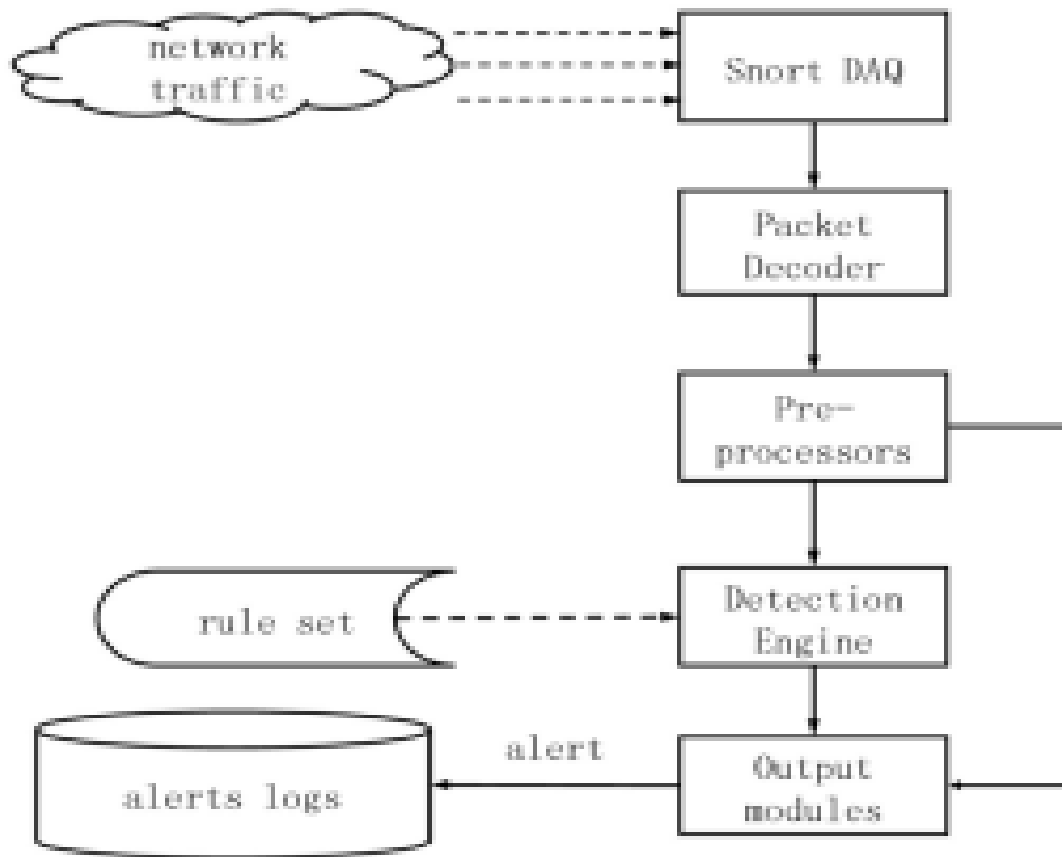 network
traffic
Snort DAQ
Packet
Decoder
Pre-
processors
rule set
Detection
Engine
alerts logs
alert
Output
modules